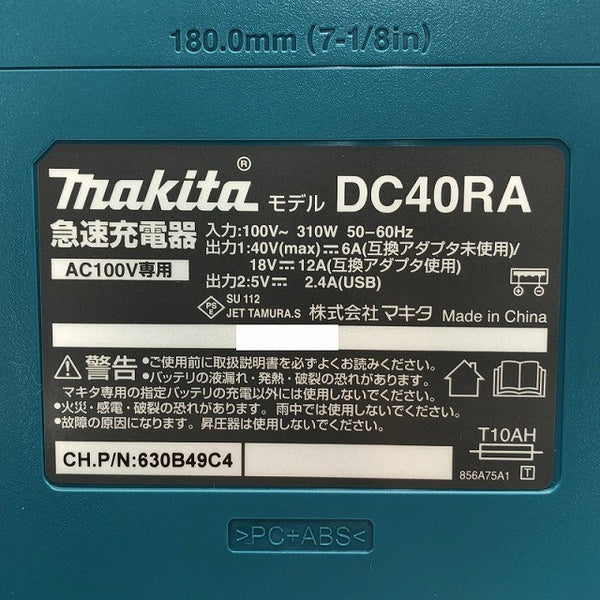 180.0mm (7-1/8in)
makita® モデル DC40RA
急速充電器
AC100V専用
入力:100V~ 310W 50-60Hz
出力1:40V(max)⎓6A(互換アダプタ未使用)/
18V⎓12A(互換アダプタ使用)
出力2:5V⎓ 2.4A(USB)
PS
E
SU 112
JET TAMURA.S
株式会社 マキタ Made in China
⚠警告
•ご使用前に取扱説明書を必ずよくお読みください。
•バッテリの液漏れ・発熱・破裂の恐れがあります。
マキタ専用の指定バッテリの充電以外には使用しないでください。
•火災・感電・破裂の恐れがあります。雨中では使用しないでください。
•故障の原因になります。昇圧器は使用しないでください。
T10AH
CH.P/N:630B49C4
856A75A1 T
>PC+ABS<